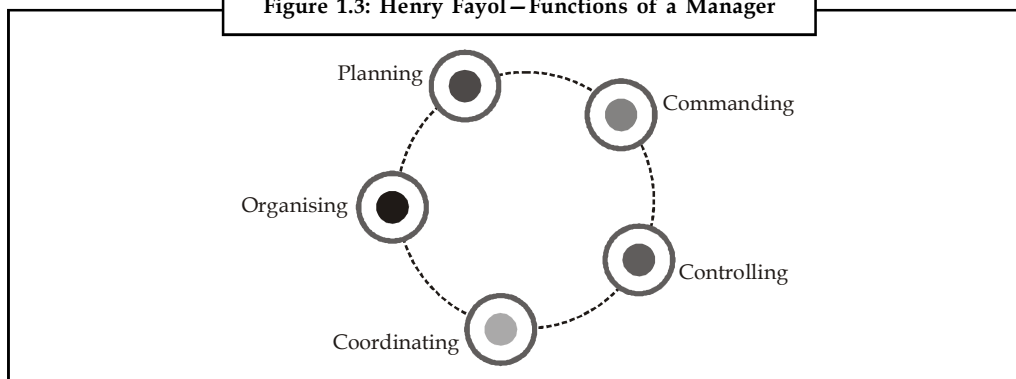 Figure 1.3: Henry Fayol—Functions of a Manager
Planning
Commanding
Organising
Controlling
Coordinating